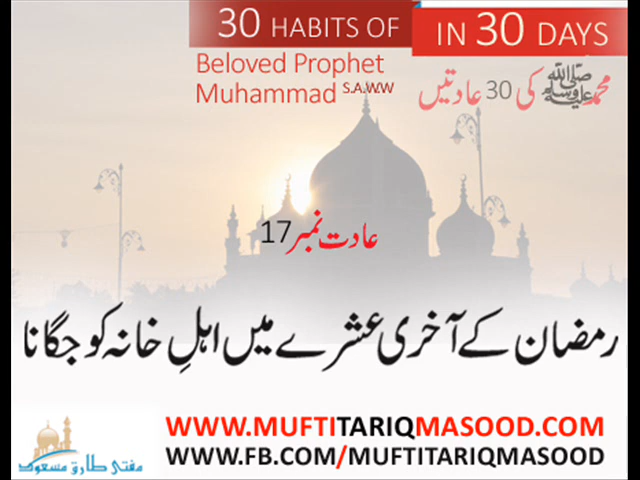 30 HABITS OF IN 30 DAYS
Beloved Prophet
Muhammad S.A.W.W
محمد ﷺ کی 30 عادتیں
عادت نمبر 17
رمضان کے آخری عشرے میں اہلِ خانہ کو جگانا
WWW.MUFTITARIQMASOOD.COM
WWW.FB.COM/MUFTITARIQMASOOD
مفتی طارق مسعود